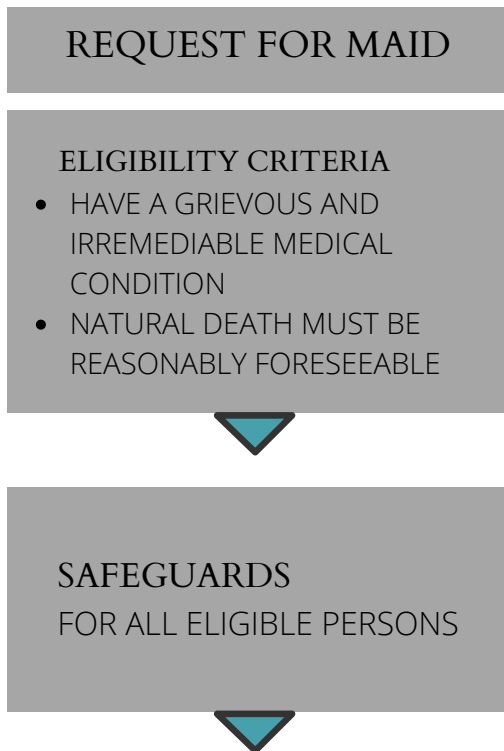 REQUEST FOR MAID
ELIGIBILITY CRITERIA
• HAVE A GRIEVOUS AND
IRREMEDIABLE MEDICAL
CONDITION
• NATURAL DEATH MUST BE
REASONABLY FORESEEABLE
SAFEGUARDS
FOR ALL ELIGIBLE PERSONS